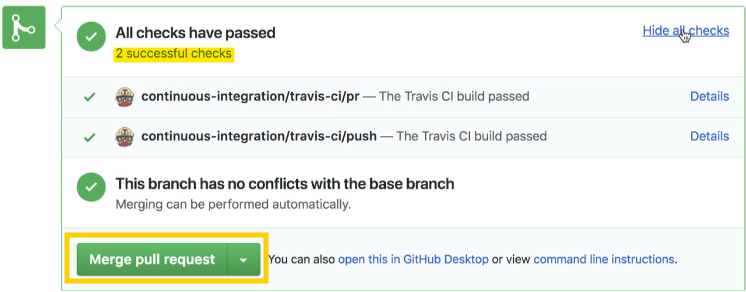 All checks have passed
Hide all checks
2 successful checks
continuous-integration/travis-ci/pr — The Travis CI build passed
Details
continuous-integration/travis-ci/push — The Travis CI build passed
Details
This branch has no conflicts with the base branch
Merging can be performed automatically.
Merge pull request
You can also open this in GitHub Desktop or view command line instructions.